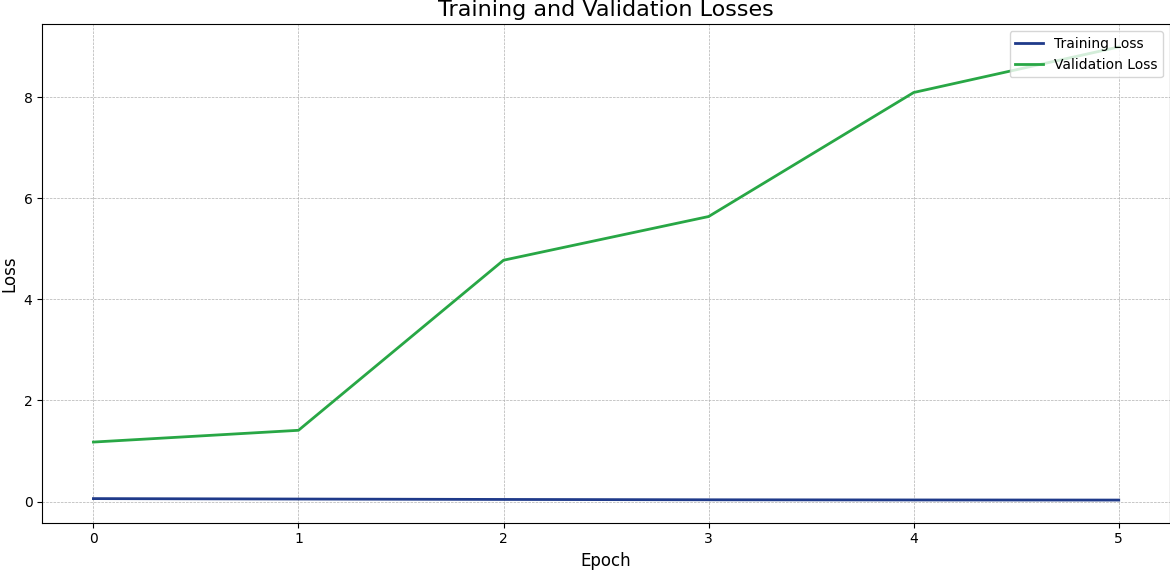 Training and Validation Losses
Training Loss
Validation Loss
8
6
4
2
0
Loss
0 1 2 3 4 5
Epoch